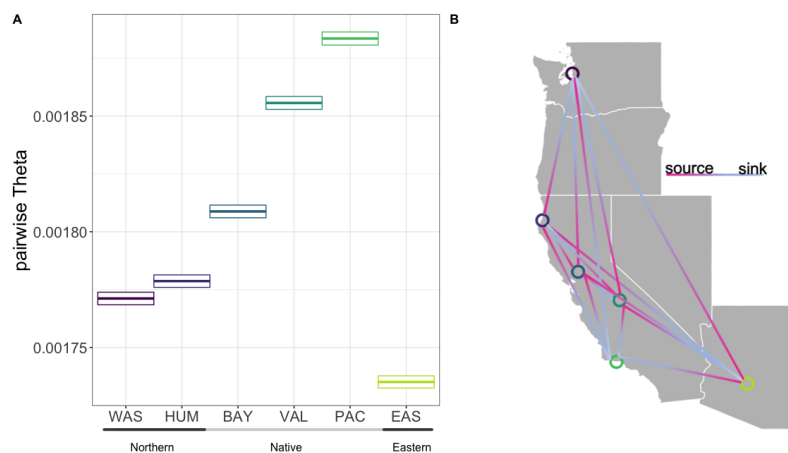 A
B
pairwise Theta
0.00185
0.00180
0.00175
WAS HUM BAY VAL PAC EAS
Northern Native Eastern
source sink